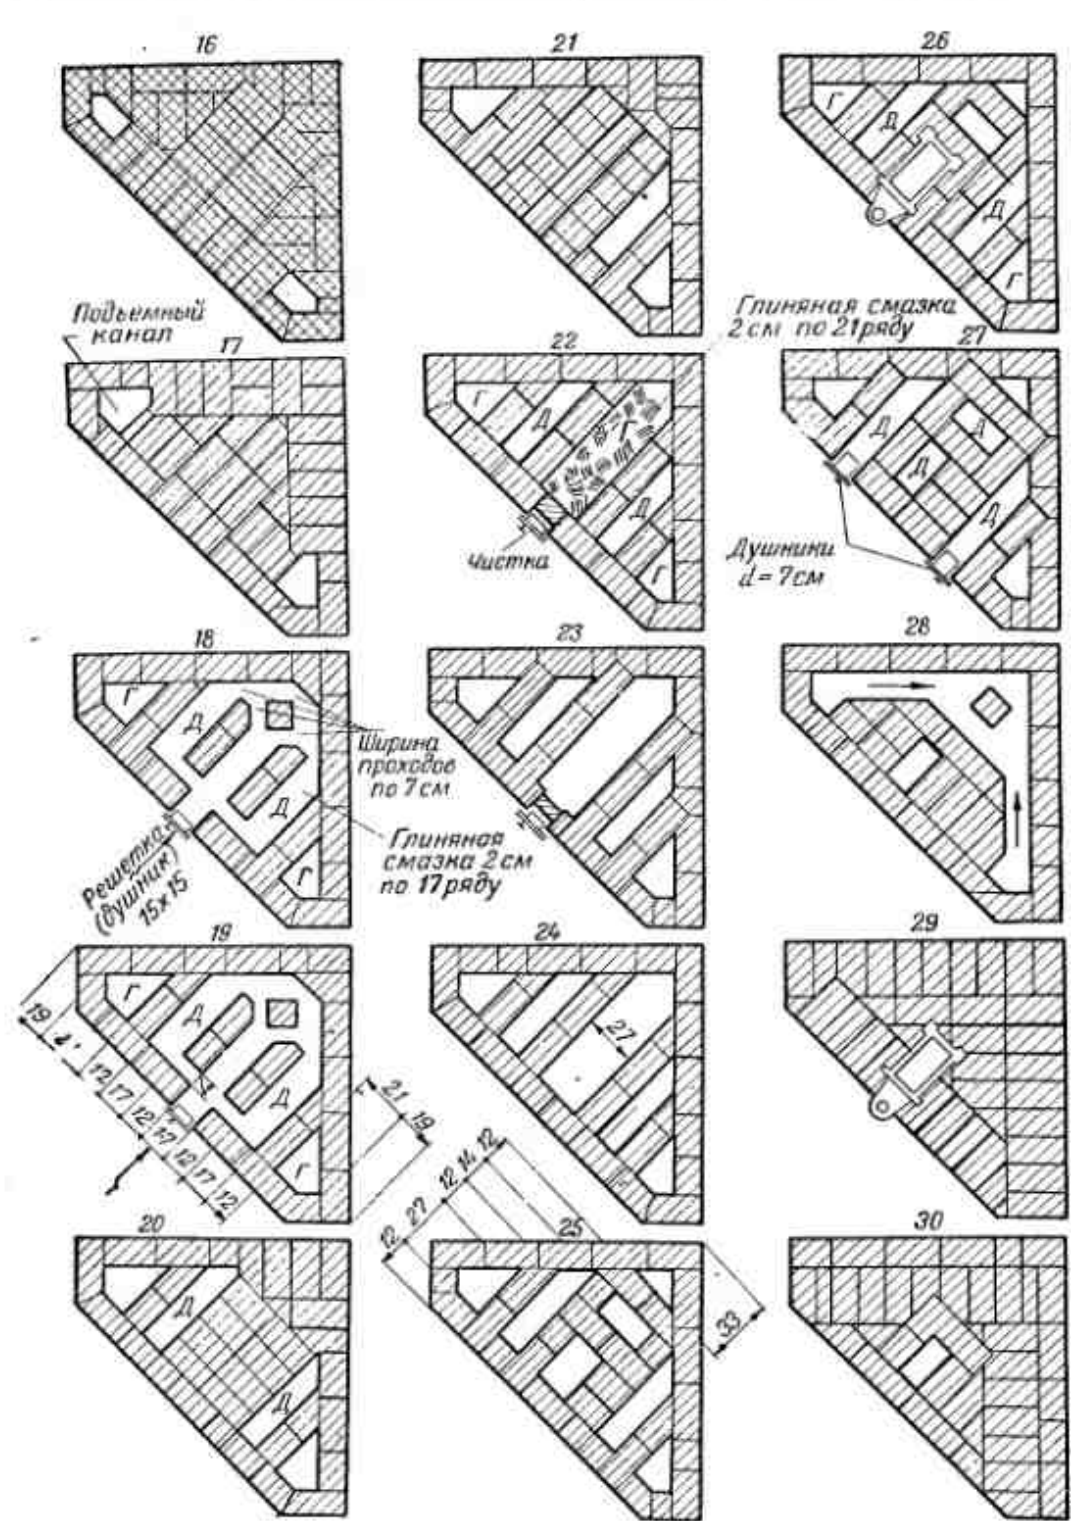 16
21
26
Г
Д
Д
Г
Подъемный
канал
17
22
Глиняная смазка
2 см по 21 ряду
27
Г
Д
Д
Г
Чистка
Д
Д
Д
Д
Душники
d = 7см
18
23
28
Г
Д
Д
Г
Ширина
проходов
по 7 см
Глиняная
смазка 2 см
по 17 ряду
Решетка
(душник)
15×15
19
24
29
Г
Д
Д
Г
19
12
17
12
17
12
17
12
21
19
27
20
25
30
Д
Д
12
27
12
14
12
33